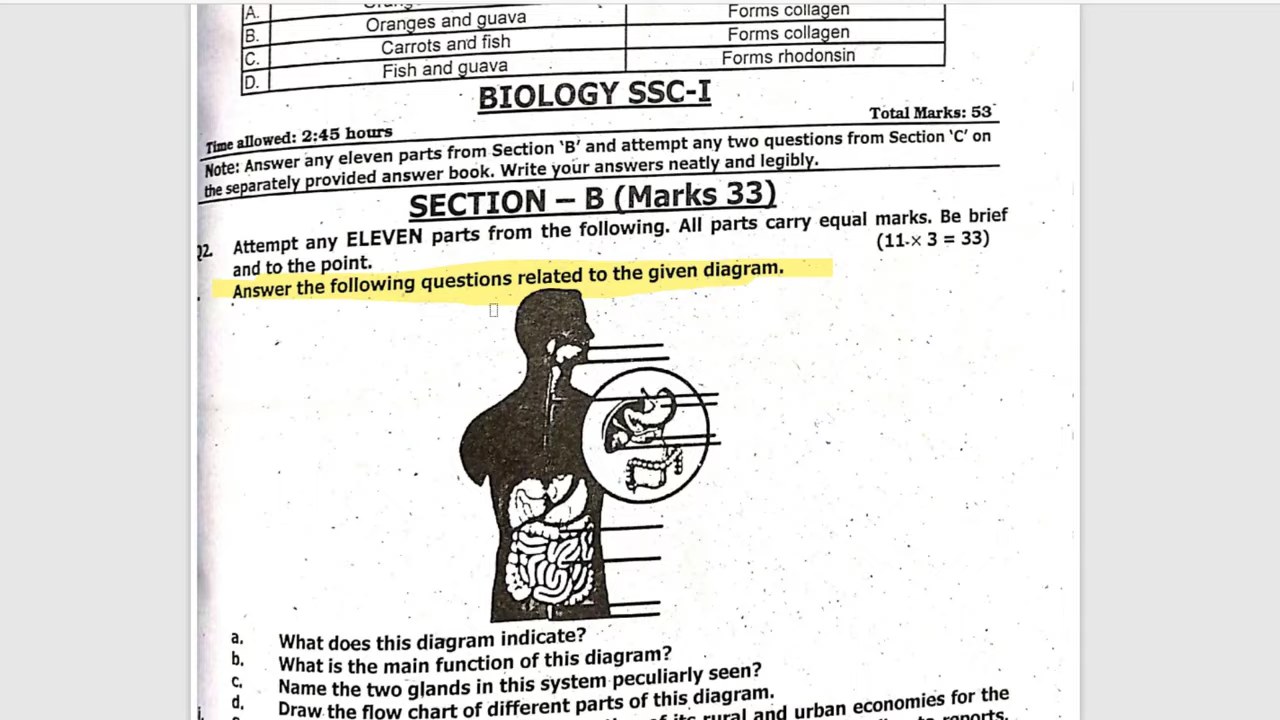 A.
Forms collagen
B. Oranges and guava Forms collagen
C. Carrots and fish Forms rhodonsin
D. Fish and guava
BIOLOGY SSC-I
Time allowed: 2:45 hours Total Marks: 53
Note: Answer any eleven parts from Section 'B' and attempt any two questions from Section 'C' on
the separately provided answer book. Write your answers neatly and legibly.
SECTION – B (Marks 33)
Q2. Attempt any ELEVEN parts from the following. All parts carry equal marks. Be brief
and to the point. (11 x 3 = 33)
Answer the following questions related to the given diagram.
a. What does this diagram indicate?
b. What is the main function of this diagram?
c. Name the two glands in this system peculiarly seen?
d. Draw the flow chart of different parts of this diagram.
rural and urban economies for the
reports.